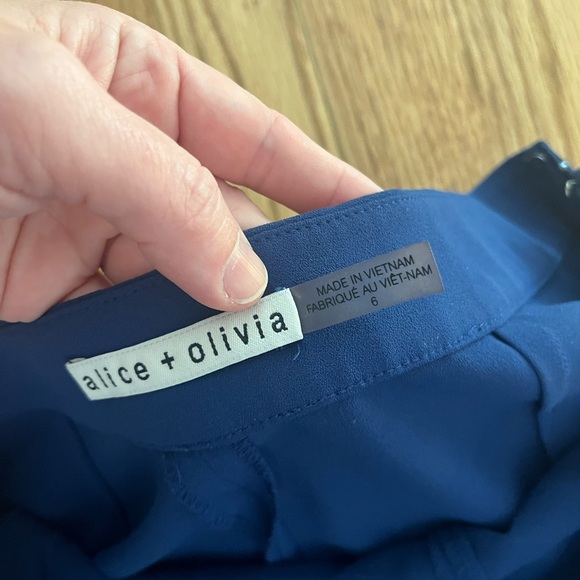 alice + olivia
MADE IN VIETNAM
FABRIQUÉ AU VIÊT-NAM
6